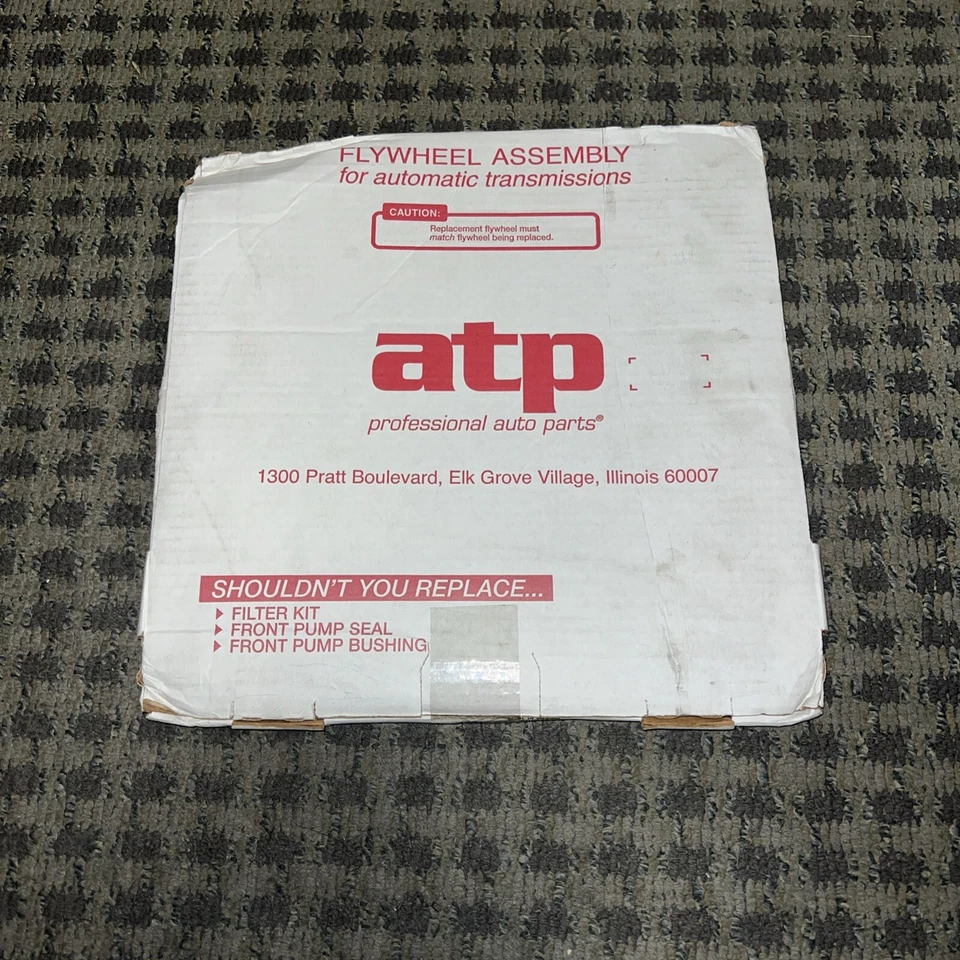 FLYWHEEL ASSEMBLY
for automatic transmissions
CAUTION:
Replacement flywheel must
match flywheel being replaced.
atp
professional auto parts®
1300 Pratt Boulevard, Elk Grove Village, Illinois 60007
SHOULDN'T YOU REPLACE...
FILTER KIT
FRONT PUMP SEAL
FRONT PUMP BUSHING